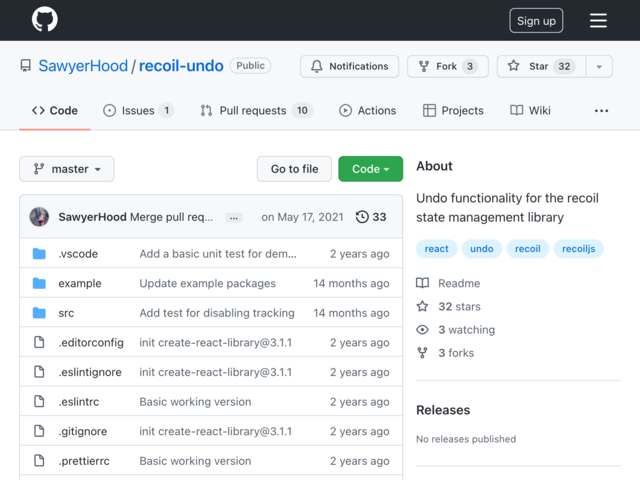 Sign up
SawyerHood / recoil-undo Public
Notifications
Fork 3
Star 32
Code
Issues 1
Pull requests 10
Actions
Projects
Wiki
master
Go to file
Code
SawyerHood Merge pull req... ... on May 17, 2021 33
.vscode Add a basic unit test for dem... 2 years ago
example Update example packages 14 months ago
src Add test for disabling tracking 14 months ago
.editorconfig init create-react-library@3.1.1 2 years ago
.eslintignore init create-react-library@3.1.1 2 years ago
.eslintrc Basic working version 2 years ago
.gitignore init create-react-library@3.1.1 2 years ago
.prettierrc Basic working version 2 years ago
About
Undo functionality for the recoil
state management library
react undo recoil recoiljs
Readme
32 stars
3 watching
3 forks
Releases
No releases published